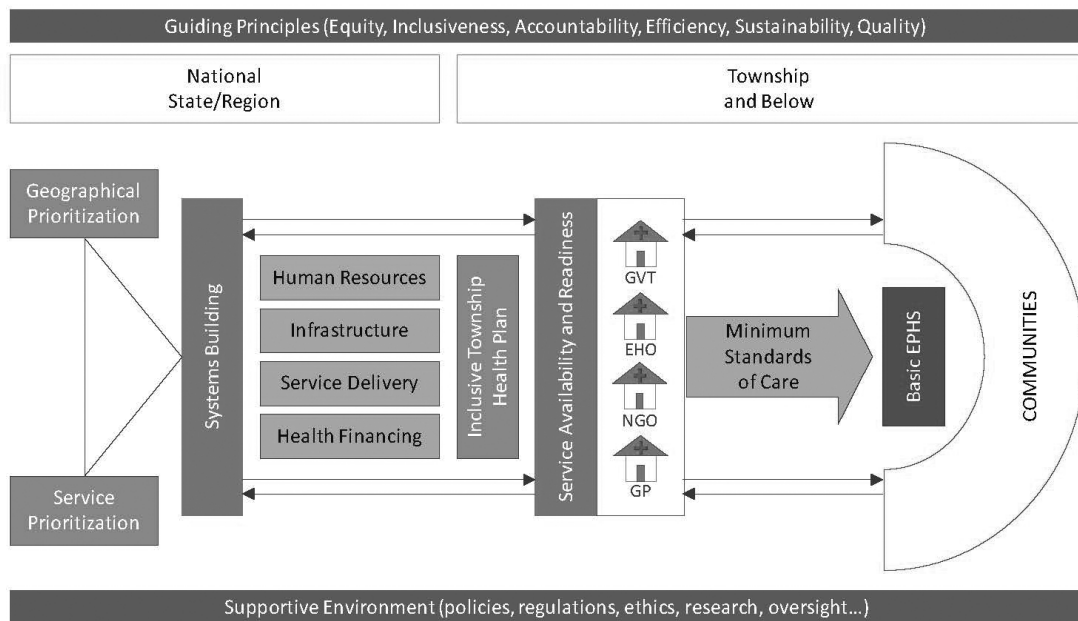 Guiding Principles (Equity, Inclusiveness, Accountability, Efficiency, Sustainability, Quality)
National
State/Region
Township
and Below
Geographical
Prioritization
Service
Prioritization
Systems Building
Human Resources
Infrastructure
Service Delivery
Health Financing
Inclusive Township
Health Plan
Service Availability and Readiness
GVT
EHO
NGO
GP
Minimum
Standards
of Care
Basic EPHS
COMMUNITIES
Supportive Environment (policies, regulations, ethics, research, oversight...)